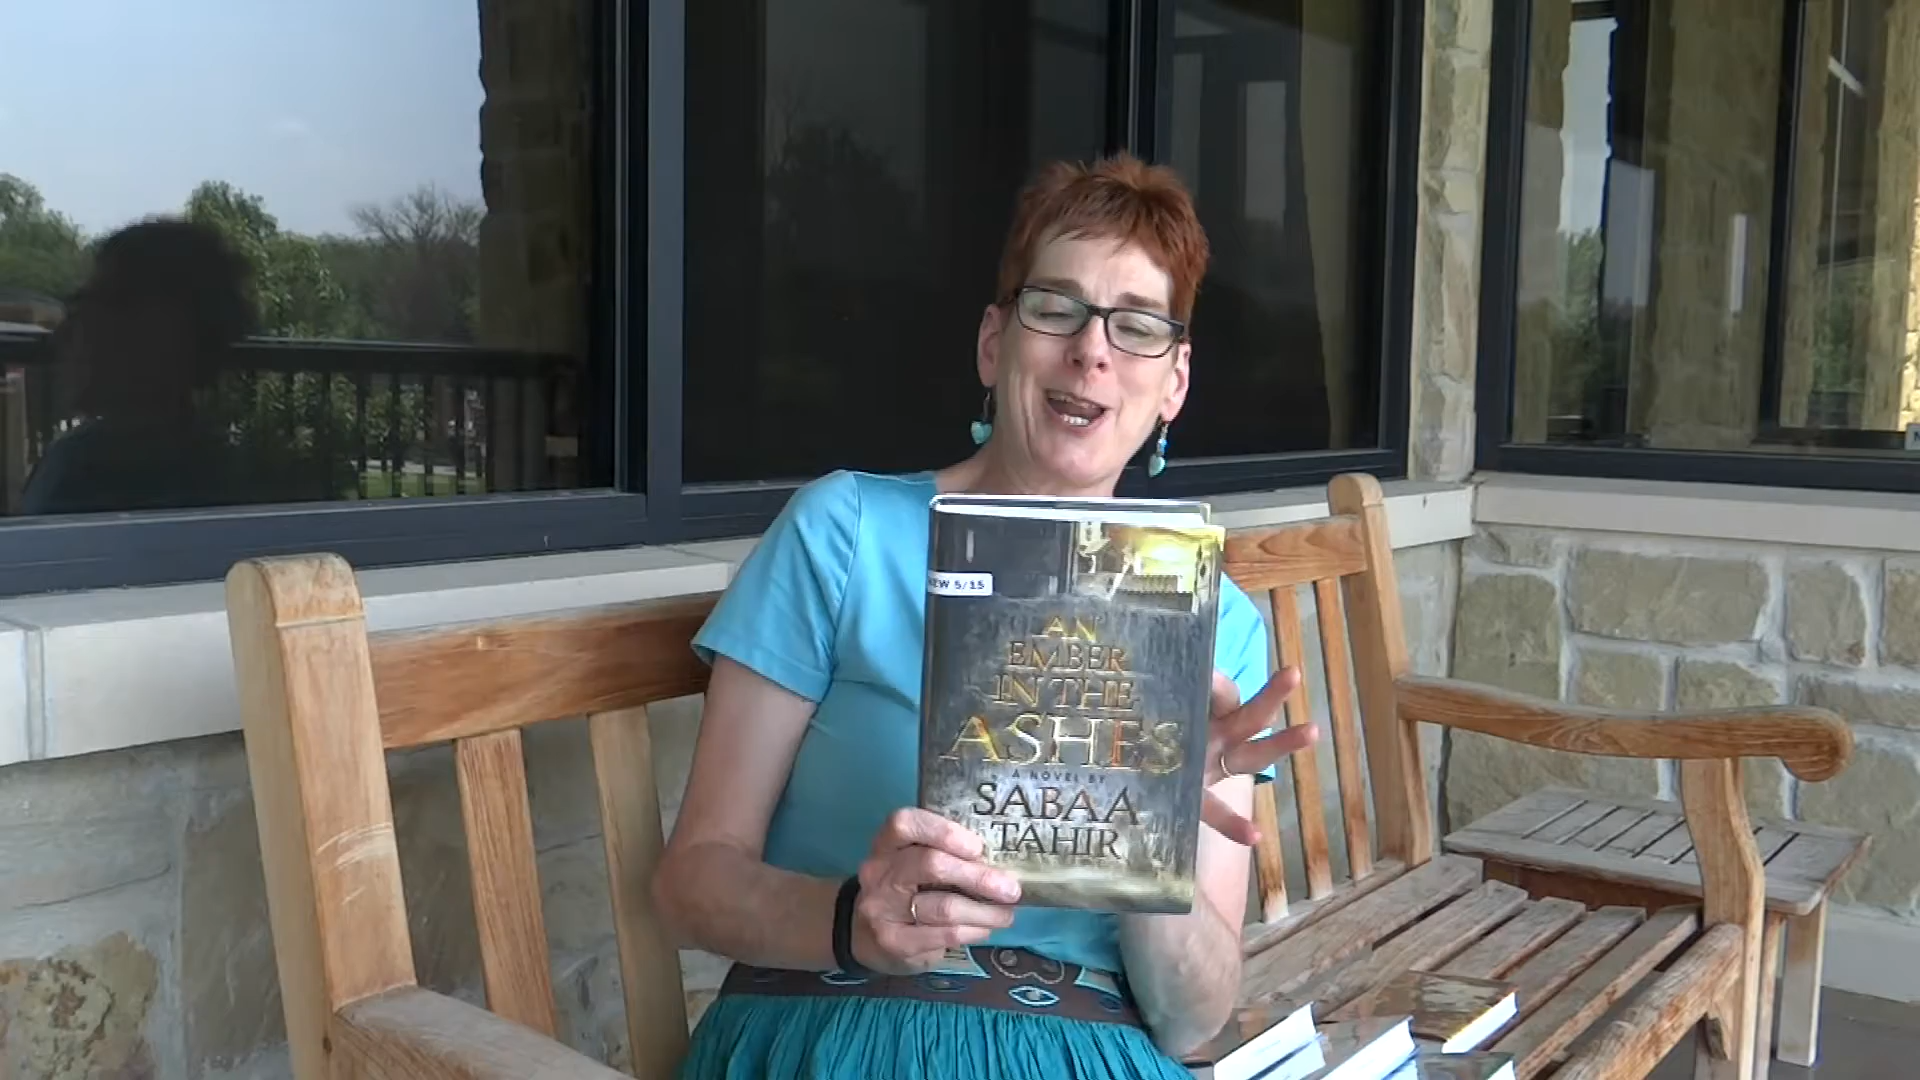 NEW 5/15
AN
EMBER
IN THE
ASHES
A NOVEL BY
SABAA
TAHIR